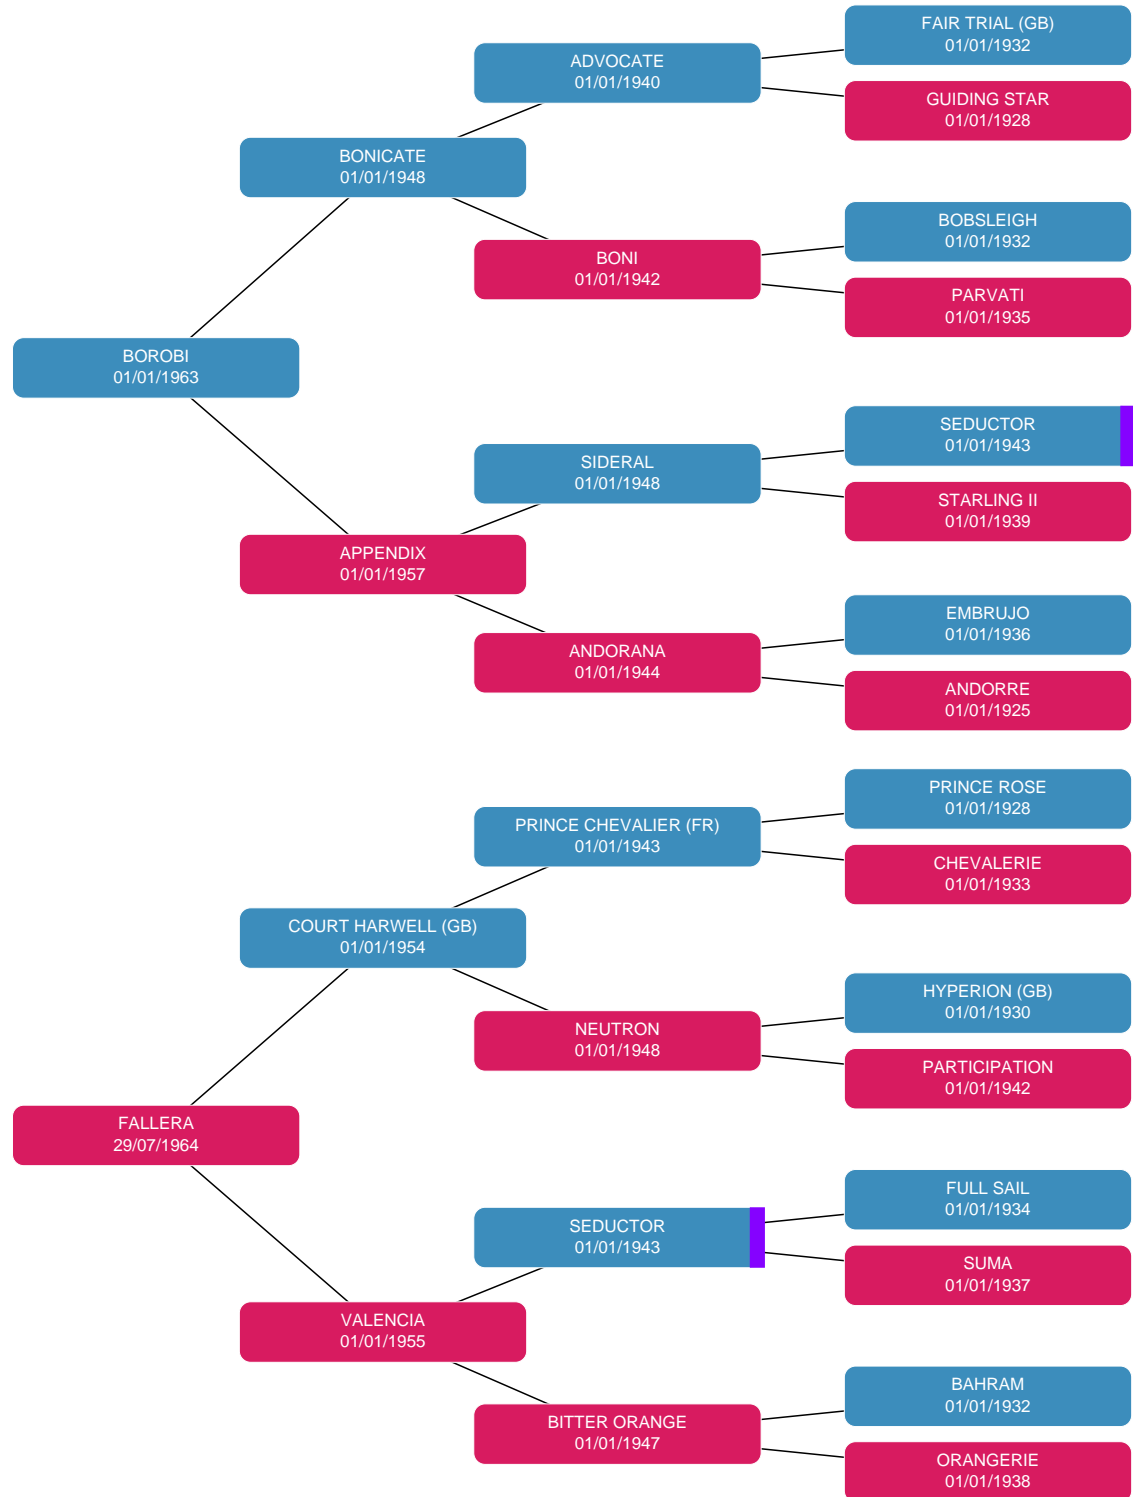 FAIR TRIAL (GB)
01/01/1932
ADVOCATE
01/01/1940
GUIDING STAR
01/01/1928
BONICATE
01/01/1948
BOBSLEIGH
01/01/1932
BONI
01/01/1942
PARVATI
01/01/1935
BOROBI
01/01/1963
SEDUCTOR
01/01/1943
SIDERAL
01/01/1948
STARLING II
01/01/1939
APPENDIX
01/01/1957
EMBRUJO
01/01/1936
ANDORANA
01/01/1944
ANDORRE
01/01/1925
PRINCE ROSE
01/01/1928
PRINCE CHEVALIER (FR)
01/01/1943
CHEVALERIE
01/01/1933
COURT HARWELL (GB)
01/01/1954
HYPERION (GB)
01/01/1930
NEUTRON
01/01/1948
PARTICIPATION
01/01/1942
FALLERA
29/07/1964
FULL SAIL
01/01/1934
SEDUCTOR
01/01/1943
SUMA
01/01/1937
VALENCIA
01/01/1955
BAHRAM
01/01/1932
BITTER ORANGE
01/01/1947
ORANGERIE
01/01/1938